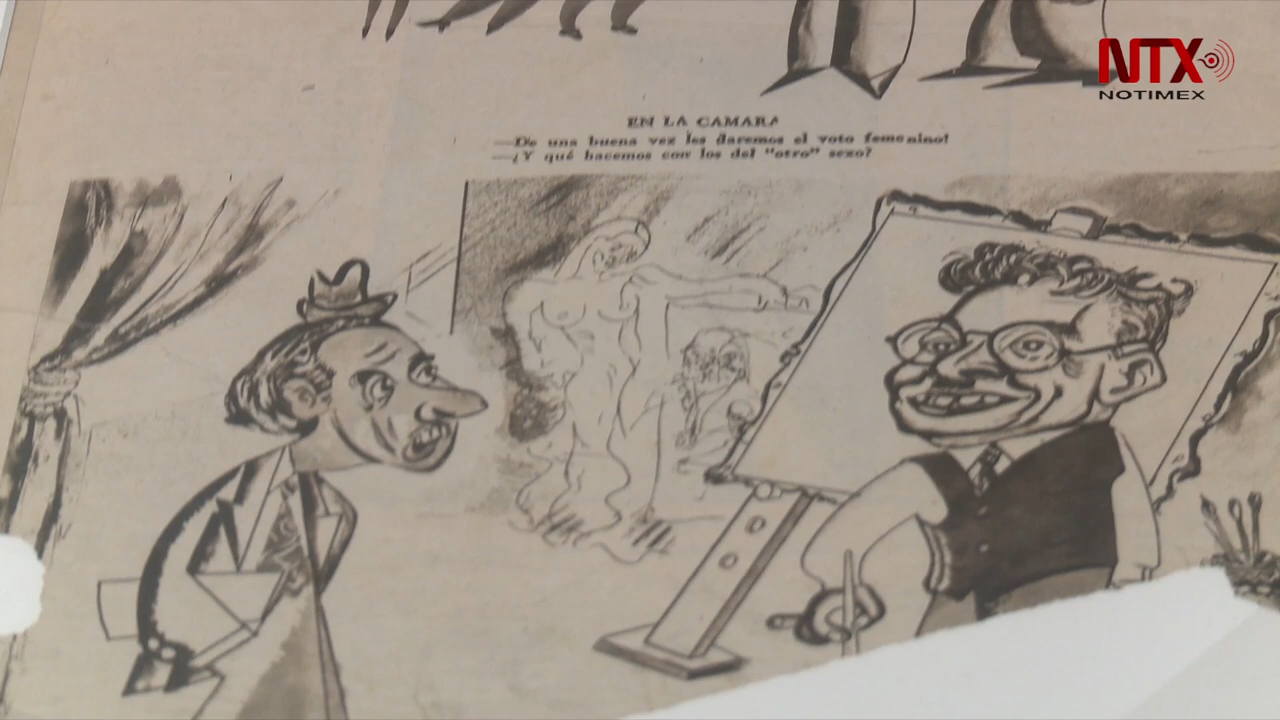 NTX
NOTIMEX
EN LA CAMARA
—De una buena vez les daremos el voto femenino!
—¿Y qué hacemos con los del "otro" sexo?